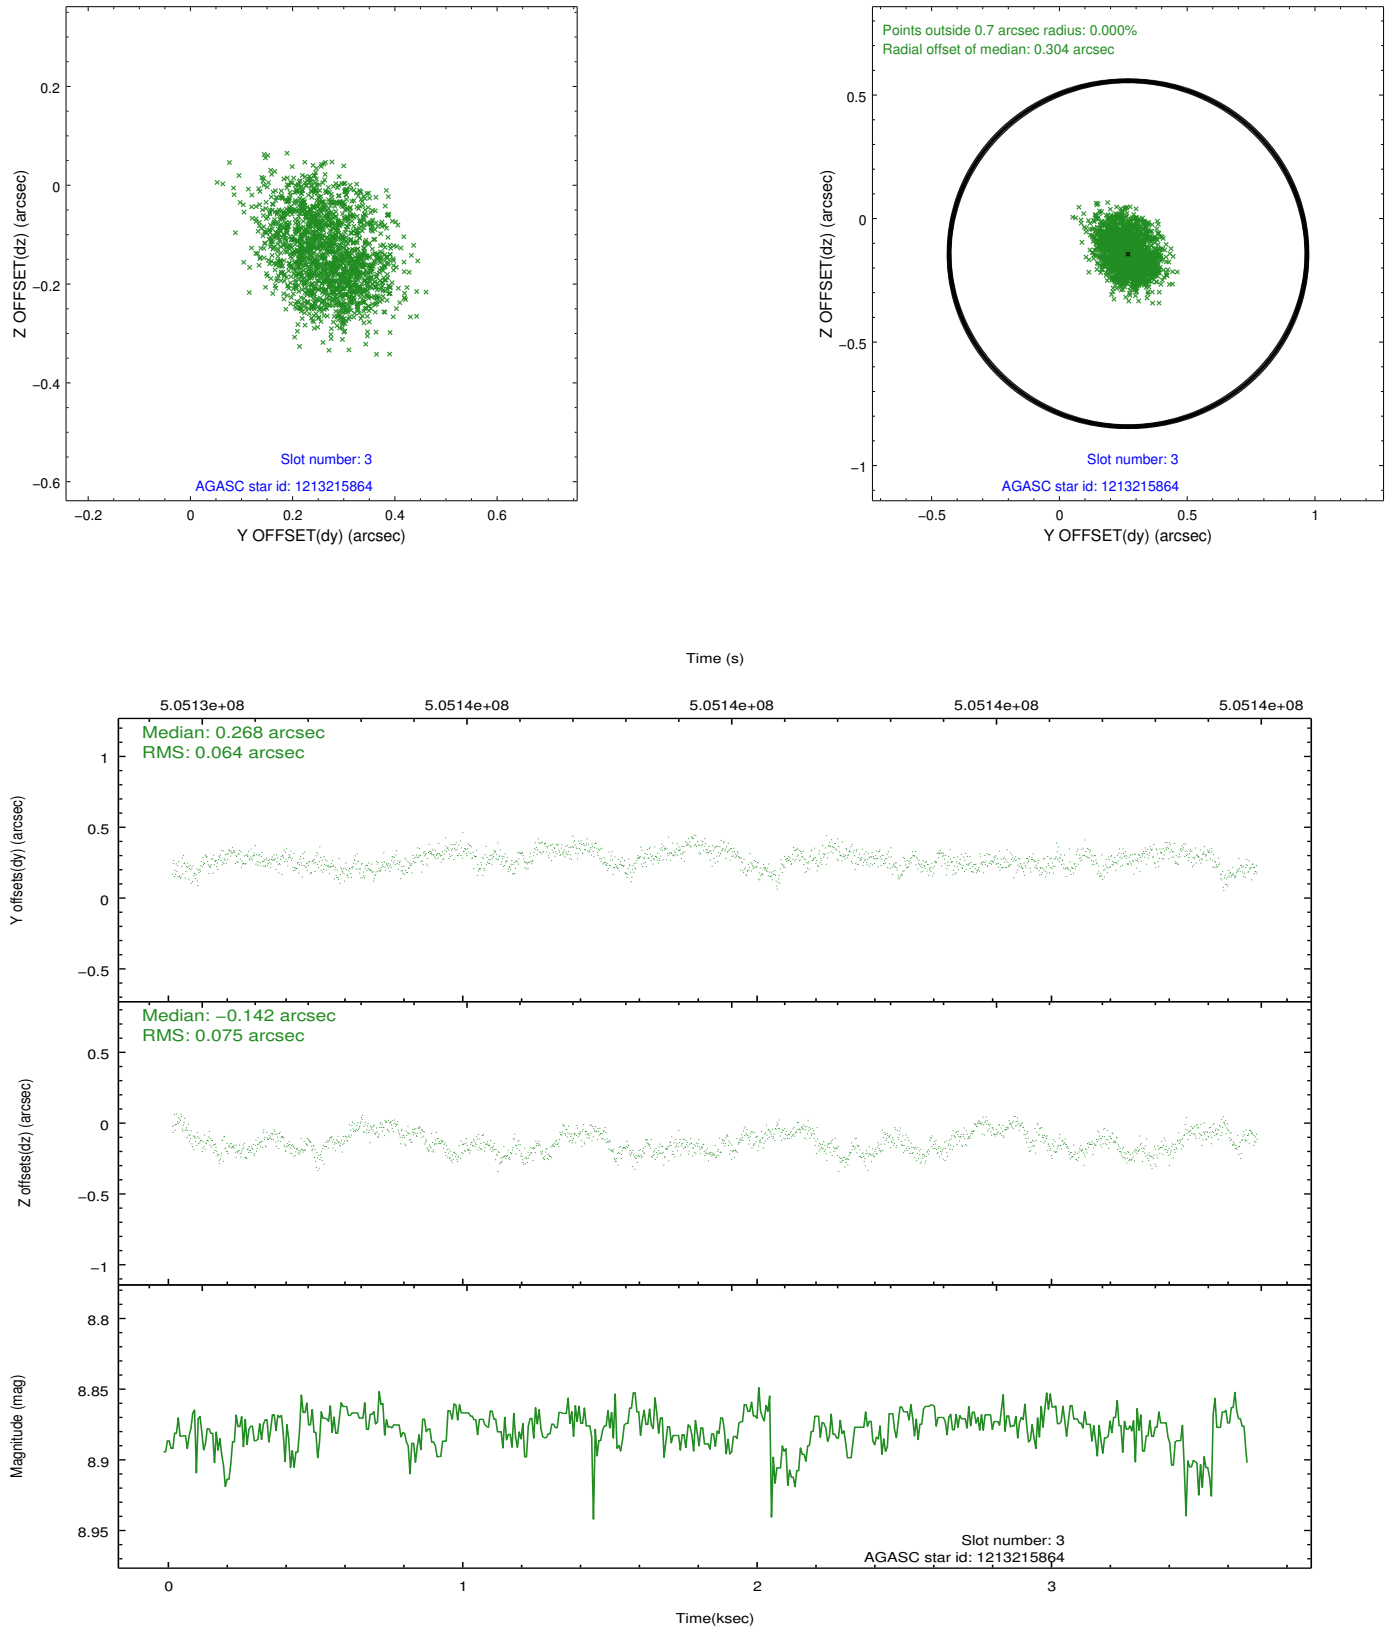 0.2
0
−0.2
−0.4
−0.6
Z OFFSET(dz) (arcsec)
Slot number: 3
AGASC star id: 1213215864
−0.2
0
0.2
0.4
0.6
Y OFFSET(dy) (arcsec)
Points outside 0.7 arcsec radius: 0.000%
Radial offset of median: 0.304 arcsec
0.5
0
−0.5
−1
Z OFFSET(dz) (arcsec)
Slot number: 3
AGASC star id: 1213215864
−0.5
0
0.5
1
Y OFFSET(dy) (arcsec)
Time (s)
5.0513e+08
5.0514e+08
5.0514e+08
5.0514e+08
5.0514e+08
Median: 0.268 arcsec
RMS: 0.064 arcsec
1
0.5
0
−0.5
Y offsets(dy) (arcsec)
Median: −0.142 arcsec
RMS: 0.075 arcsec
0.5
0
−0.5
−1
Z offsets(dz) (arcsec)
8.8
8.85
8.9
8.95
Magnitude (mag)
Slot number: 3
AGASC star id: 1213215864
0
1
2
3
Time(ksec)